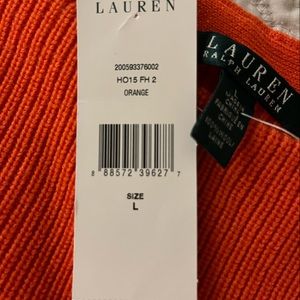 LAUREN
200593376002
HO15 FH 2
ORANGE
8 88572 39627 7
SIZE
L
LAUREN
RALPH LAUREN
L